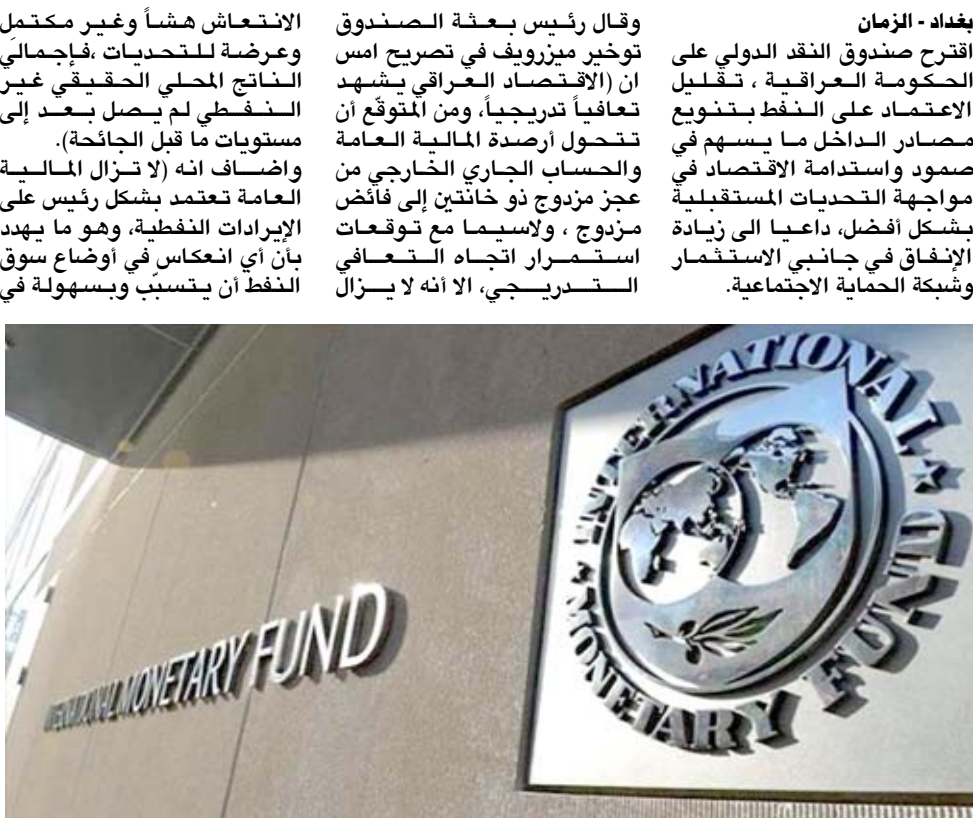 بغداد - الزمان
اقترح صندوق النقد الدولي على
الحكومة العراقية ، تقليل
الاعتماد على النفط بتنويع
مصادر الداخل ما يسهم في
صمود واستدامة الاقتصاد في
مواجهة التحديات المستقبلية
بشكل أفضل، داعيا الى زيادة
الإنفاق في جانبي الاستثمار
وشبكة الحماية الاجتماعية.
وقال رئيس بعثة الصندوق
توخير ميزرويف في تصريح امس
ان (الاقتصاد العراقي يشهد
تعافياً تدريجياً، ومن المتوقّع أن
تتحول أرصدة المالية العامة
والحساب الجاري الخارجي من
عجز مزدوج ذو خانتين إلى فائض
مزدوج ، ولاسيما مع توقعات
استمرار اتجاه التعافي
التدريجي، الا أنه لا يزال
الانتعاش هشاً وغير مكتمل
وعرضة للتحديات ،فإجمالي
الناتج المحلي الحقيقي غير
النفطي لم يصل بعد إلى
مستويات ما قبل الجائحة).
واضاف انه (لا تزال المالية
العامة تعتمد بشكل رئيس على
الإيرادات النفطية، وهو ما يهدد
بأن أي انعكاس في أوضاع سوق
النفط أن يتسبّب وبسهولة في
INTERNATIONAL MONETARY FUND
INTERNATIONAL MONETARY FUND